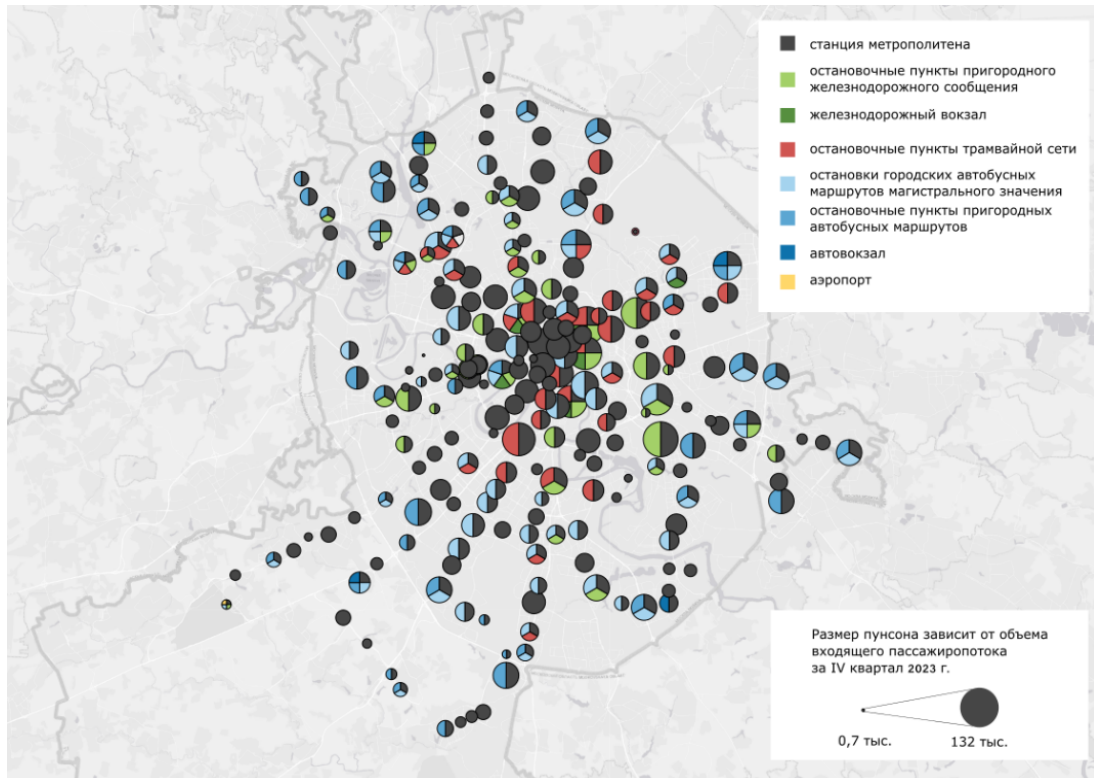 станция метрополитена
остановочные пункты пригородного
железнодорожного сообщения
железнодорожный вокзал
остановочные пункты трамвайной сети
остановки городских автобусных
маршрутов магистрального значения
остановочные пункты пригородных
автобусных маршрутов
автовокзал
аэропорт
Размер пунсона зависит от объема
входящего пассажиропотока
за IV квартал 2023 г.
0,7 тыс. 132 тыс.